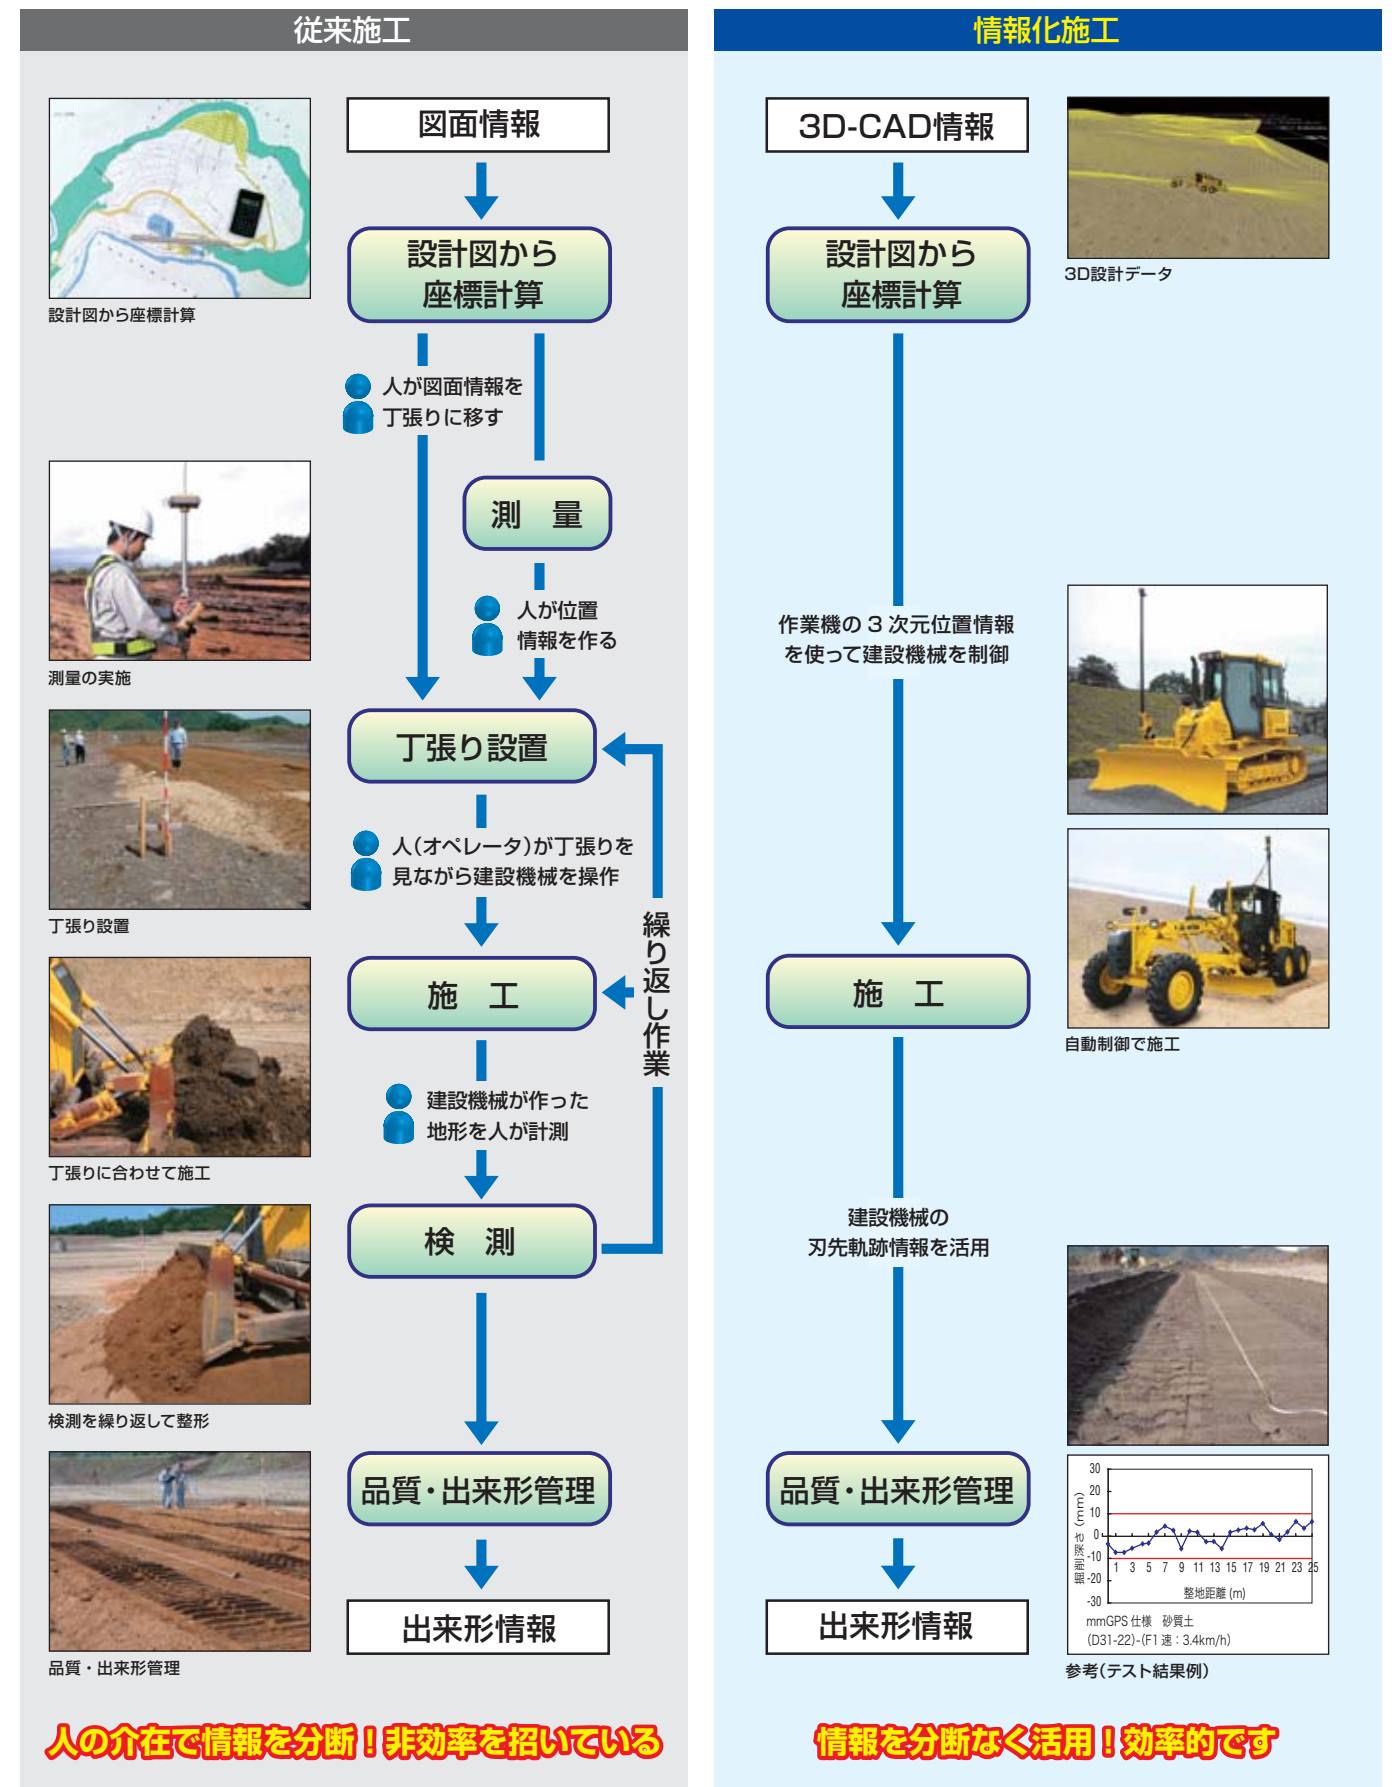 従来施工
図面情報
設計図から
座標計算
設計図から座標計算
人が図面情報を
丁張りに移す
測　量
人が位置
情報を作る
測量の実施
丁張り設置
人（オペレータ）が丁張りを
見ながら建設機械を操作
丁張り設置
繰り返し作業
施　工
建設機械が作った
地形を人が計測
丁張りに合わせて施工
検　測
検測を繰り返して整形
品質・出来形管理
出来形情報
品質・出来形管理
人の介在で情報を分断！非効率を招いている
情報化施工
3D-CAD情報
設計図から
座標計算
3D設計データ
作業機の 3 次元位置情報
を使って建設機械を制御
施　工
自動制御で施工
建設機械の
刃先軌跡情報を活用
品質・出来形管理
出来形情報
掘削深さ (mm)
30
20
10
0
-10
-20
-30
1 3 5 7 9 11 13 15 17 19 21 23 25
整地距離 (m)
mmGPS 仕様　砂質土
(D31-22)-(F1 速：3.4km/h)
参考（テスト結果例）
情報を分断なく活用！効率的です